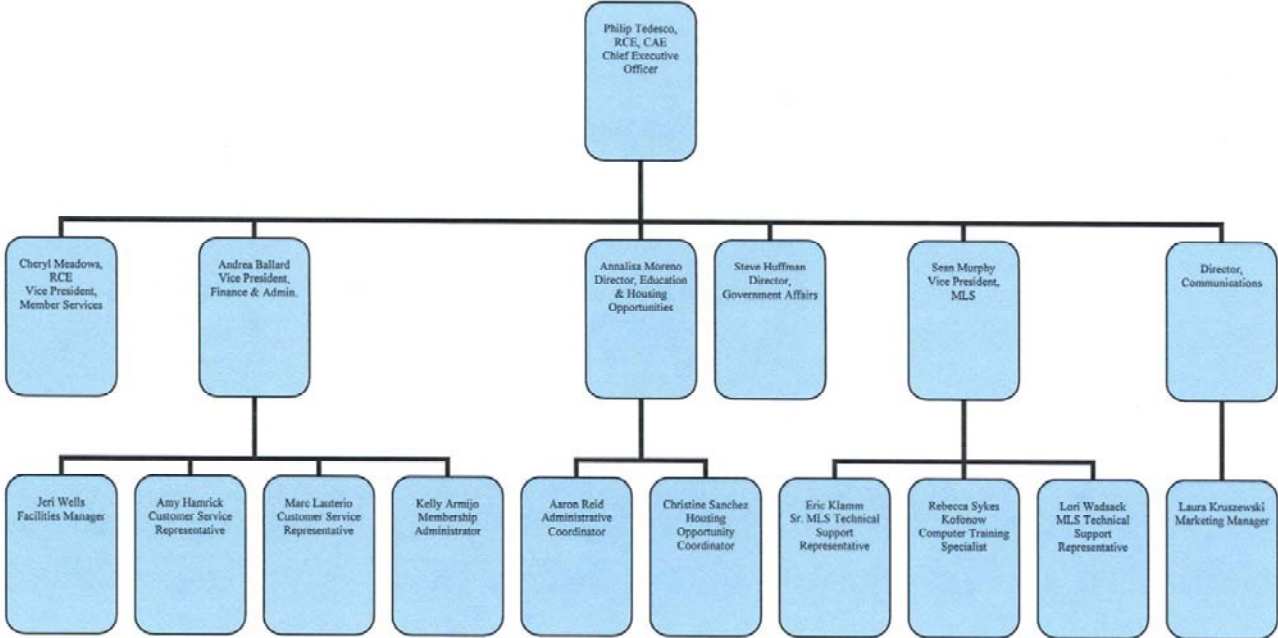 Philip Tedesco,
RCE, CAE
Chief Executive
Officer
Cheryl Meadows,
RCE
Vice President,
Member Services
Andrea Ballard
Vice President,
Finance & Admin.
Annalisa Moreno
Director, Education
& Housing
Opportunities
Steve Huffman
Director,
Government Affairs
Sean Murphy
Vice President,
MLS
Director,
Communications
Jeri Wells
Facilities Manager
Amy Hamrick
Customer Service
Representative
Marc Lauterio
Customer Service
Representative
Kelly Armijo
Membership
Administrator
Aaron Reid
Administrative
Coordinator
Christine Sanchez
Housing
Opportunity
Coordinator
Eric Klamm
Sr. MLS Technical
Support
Representative
Rebecca Sykes
Kofonow
Computer Training
Specialist
Lori Wadsack
MLS Technical
Support
Representative
Laura Kruszewski
Marketing Manager